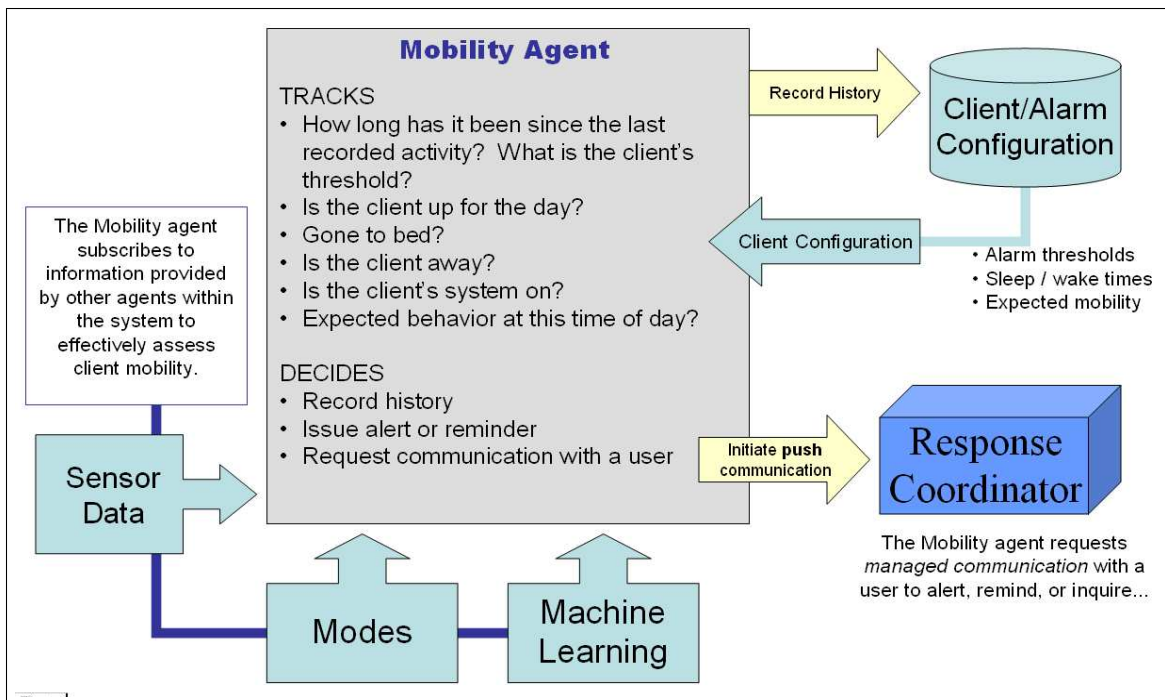 Mobility Agent
TRACKS
• How long has it been since the last
recorded activity?  What is the client's
threshold?
• Is the client up for the day?
• Gone to bed?
• Is the client away?
• Is the client's system on?
• Expected behavior at this time of day?
DECIDES
• Record history
• Issue alert or reminder
• Request communication with a user
Record History
Client/Alarm
Configuration
Client Configuration
• Alarm thresholds
• Sleep / wake times
• Expected mobility
The Mobility agent
subscribes to
information provided
by other agents within
the system to
effectively assess
client mobility.
Sensor
Data
Initiate push
communication
Response
Coordinator
The Mobility agent requests
managed communication with a
user to alert, remind, or inquire...
Modes
Machine
Learning